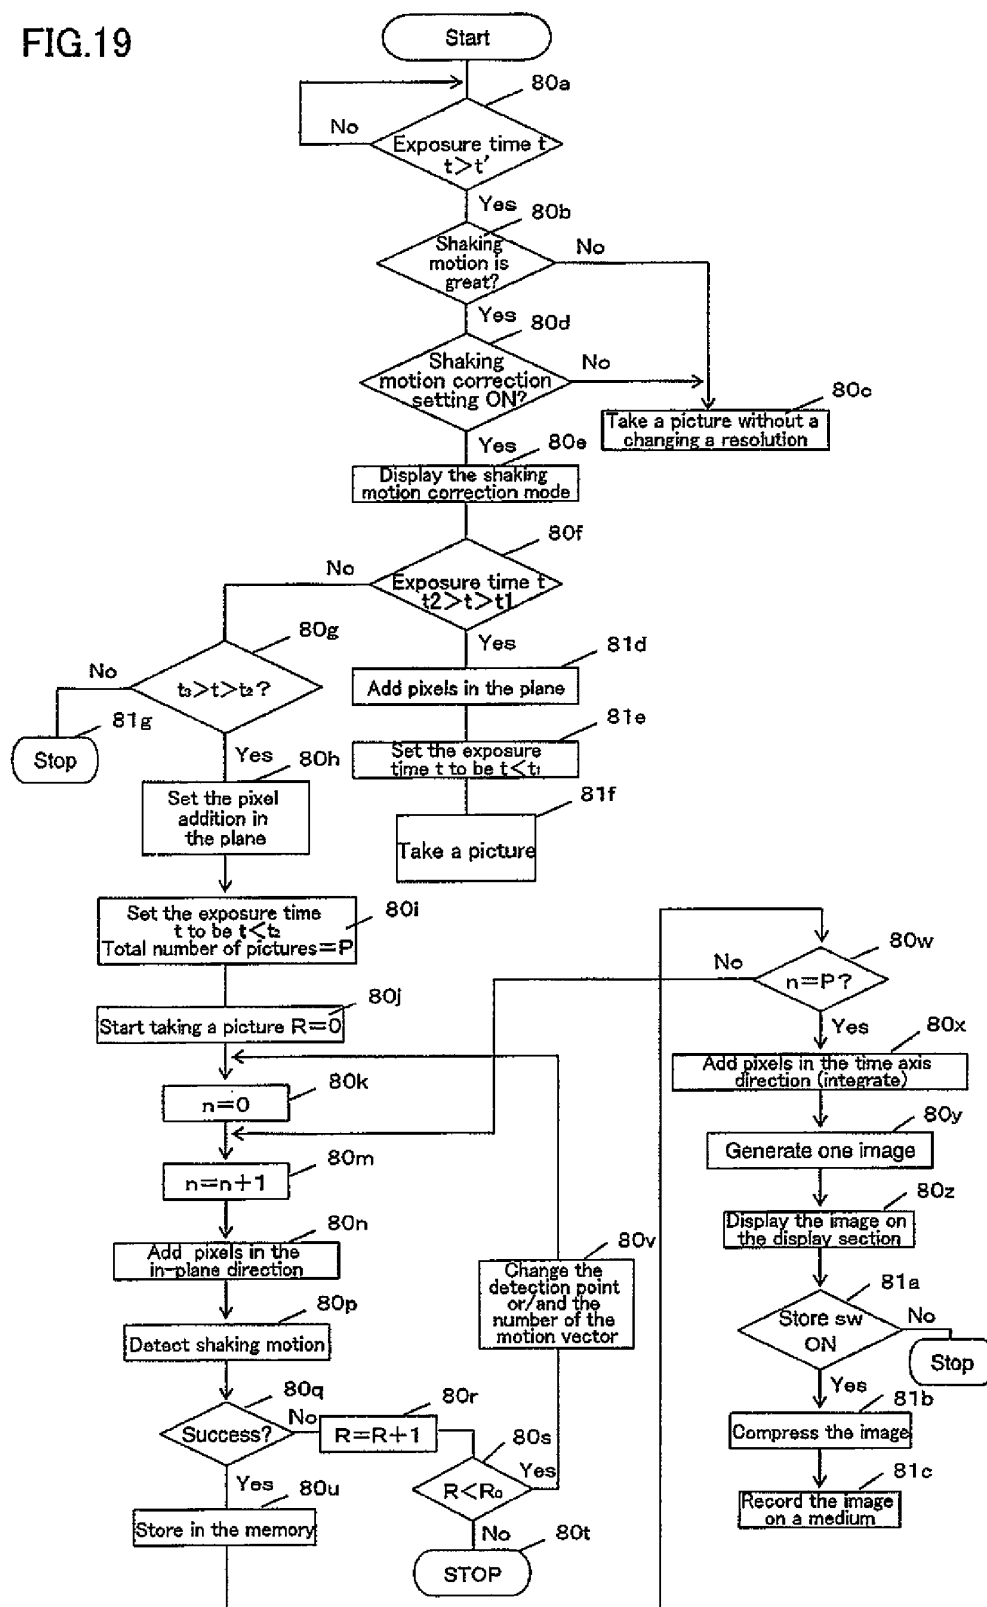 FIG.19
Start
80a
No
Exposure time t
t>t'
Yes
80b
Shaking
motion is
great?
No
Yes
80d
Shaking
motion correction
setting ON?
No
80c
Take a picture without a
changing a resolution
Yes
80e
Display the shaking
motion correction mode
80f
No
Exposure time t
t2>t>t1
Yes
80g
No
t3>t>t2?
81g
Stop
Yes
81d
Add pixels in the plane
81e
Set the exposure
time t to be t<t1
81f
Take a picture
80h
Set the pixel
addition in
the plane
80i
Set the exposure time
t to be t<t2
Total number of pictures=P
80j
Start taking a picture R=0
80k
n=0
80m
n=n+1
80n
Add pixels in the
in-plane direction
80p
Detect shaking motion
80q
Success?
No
80r
R=R+1
80s
R<R0
Yes
80v
Change the
detection point
or/and the
number of the
motion vector
No
80t
STOP
Yes
80u
Store in the memory
80w
No
n=P?
Yes
80x
Add pixels in the time axis
direction (integrate)
80y
Generate one image
80z
Display the image on
the display section
81a
Store sw
ON
No
Stop
Yes
81b
Compress the image
81c
Record the image
on a medium